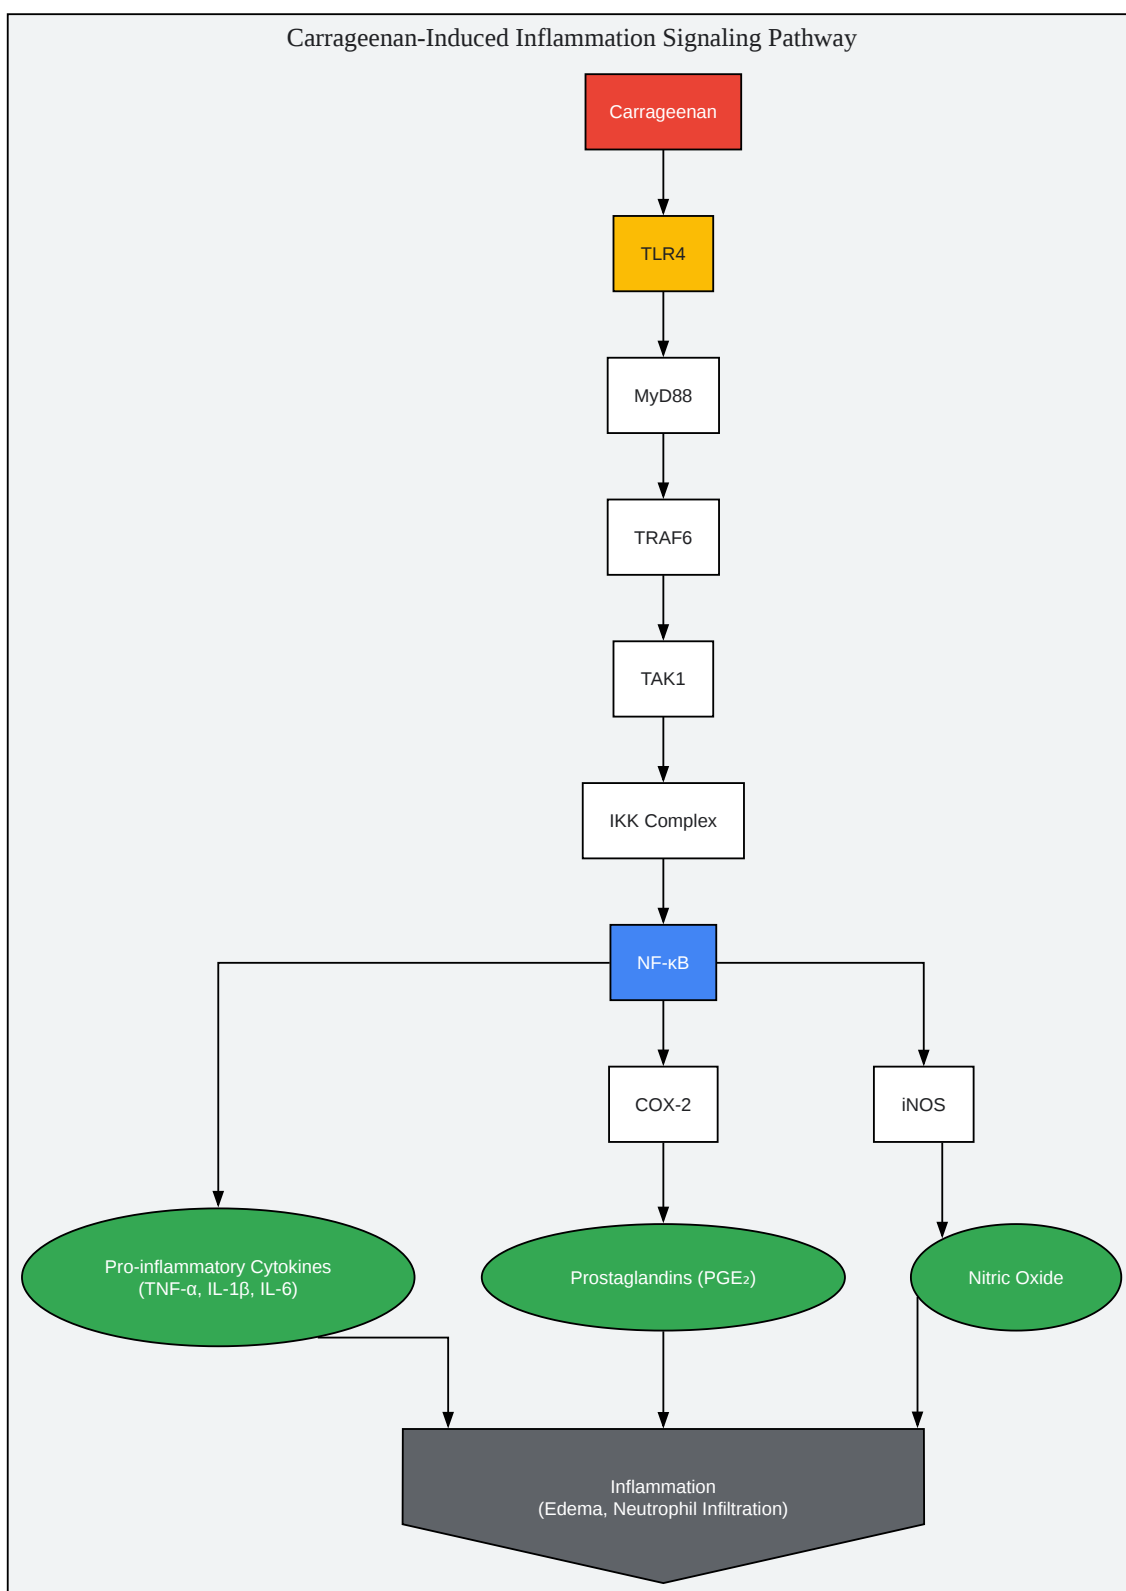 Carrageenan-Induced Inflammation Signaling Pathway
Carrageenan
TLR4
MyD88
TRAF6
TAK1
IKK Complex
NF-κB
COX-2
iNOS
Pro-inflammatory Cytokines
(TNF-α, IL-1β, IL-6)
Prostaglandins (PGE₂)
Nitric Oxide
Inflammation
(Edema, Neutrophil Infiltration)